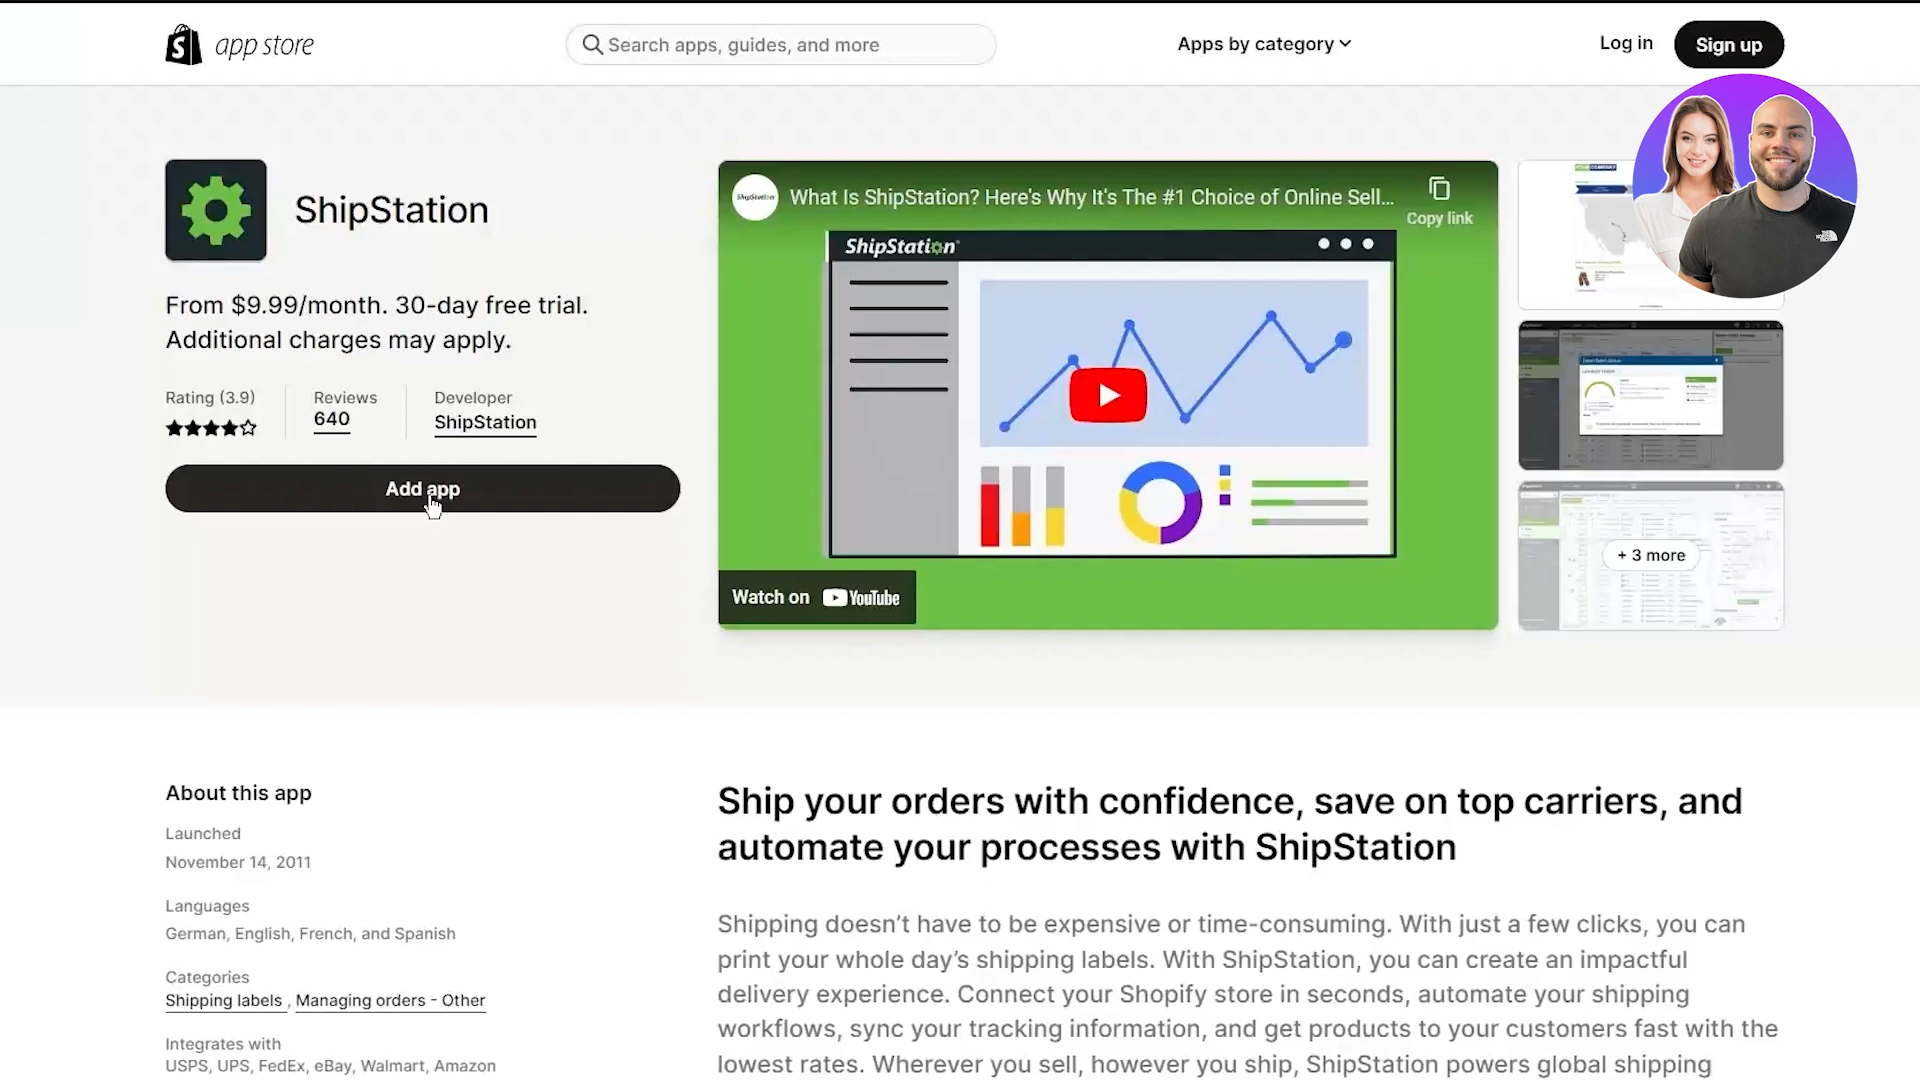 app store
Search apps, guides, and more
Apps by category
Log in
Sign up
ShipStation
From $9.99/month. 30-day free trial.
Additional charges may apply.
Rating (3.9)
Reviews
640
Developer
ShipStation
Add app
ShipStation
What Is ShipStation? Here's Why It's The #1 Choice of Online Sell...
Copy link
ShipStation
Watch on YouTube
+ 3 more
About this app
Launched
November 14, 2011
Languages
German, English, French, and Spanish
Categories
Shipping labels , Managing orders - Other
Integrates with
USPS, UPS, FedEx, eBay, Walmart, Amazon
Ship your orders with confidence, save on top carriers, and
automate your processes with ShipStation
Shipping doesn’t have to be expensive or time-consuming. With just a few clicks, you can
print your whole day’s shipping labels. With ShipStation, you can create an impactful
delivery experience. Connect your Shopify store in seconds, automate your shipping
workflows, sync your tracking information, and get products to your customers fast with the
lowest rates. Wherever you sell, however you ship, ShipStation powers global shipping